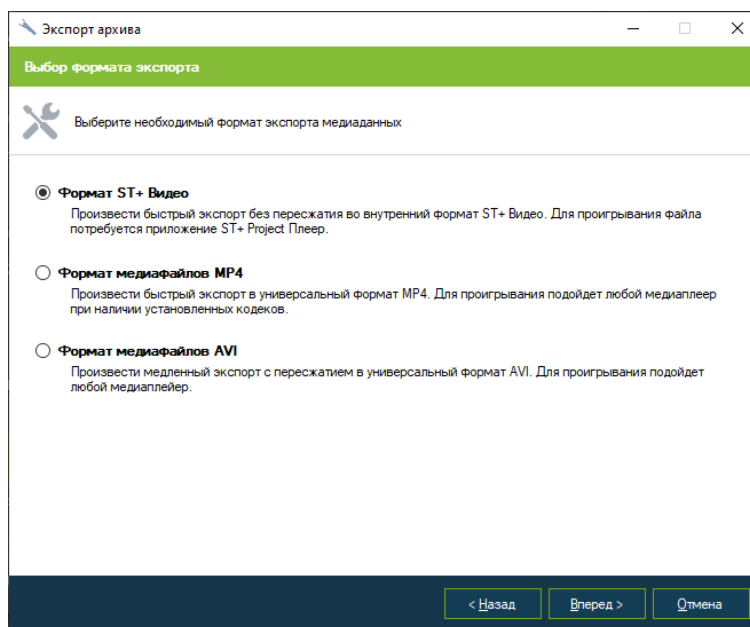 Экспорт архива
Выбор формата экспорта
Выберите необходимый формат экспорта медиаданных
Формат ST+ Видео
Произвести быстрый экспорт без пересжатия во внутренний формат ST+ Видео. Для проигрывания файла
потребуется приложение ST+ Project Плеер.
Формат медиафайлов MP4
Произвести быстрый экспорт в универсальный формат MP4. Для проигрывания подойдет любой медиаплеер
при наличии установленных кодеков.
Формат медиафайлов AVI
Произвести медленный экспорт с пересжатием в универсальный формат AVI. Для проигрывания подойдет
любой медиаплейер.
< Назад
Вперед >
Отмена